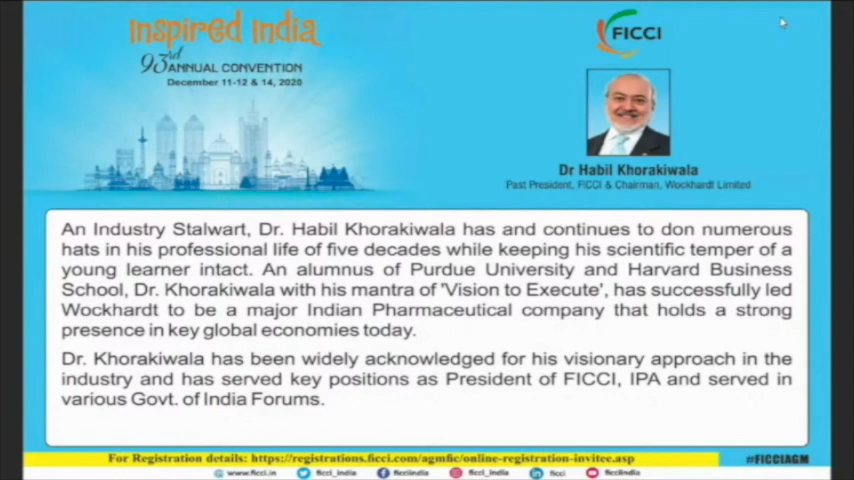 Inspired India
93rd ANNUAL CONVENTION
December 11-12 & 14, 2020
FICCI
Dr Habil Khorakiwala
Past President, FICCI & Chairman, Wockhardt Limited
An Industry Stalwart, Dr. Habil Khorakiwala has and continues to don numerous
hats in his professional life of five decades while keeping his scientific temper of a
young learner intact. An alumnus of Purdue University and Harvard Business
School, Dr. Khorakiwala with his mantra of 'Vision to Execute', has successfully led
Wockhardt to be a major Indian Pharmaceutical company that holds a strong
presence in key global economies today.
Dr. Khorakiwala has been widely acknowledged for his visionary approach in the
industry and has served key positions as President of FICCI, IPA and served in
various Govt. of India Forums.
For Registration details: https://registrations.ficci.com/agmfic/online-registration-invitee.asp
#FICCIAGM
www.ficci.in ficci_india ficciindia ficci_india ficci ficciindia